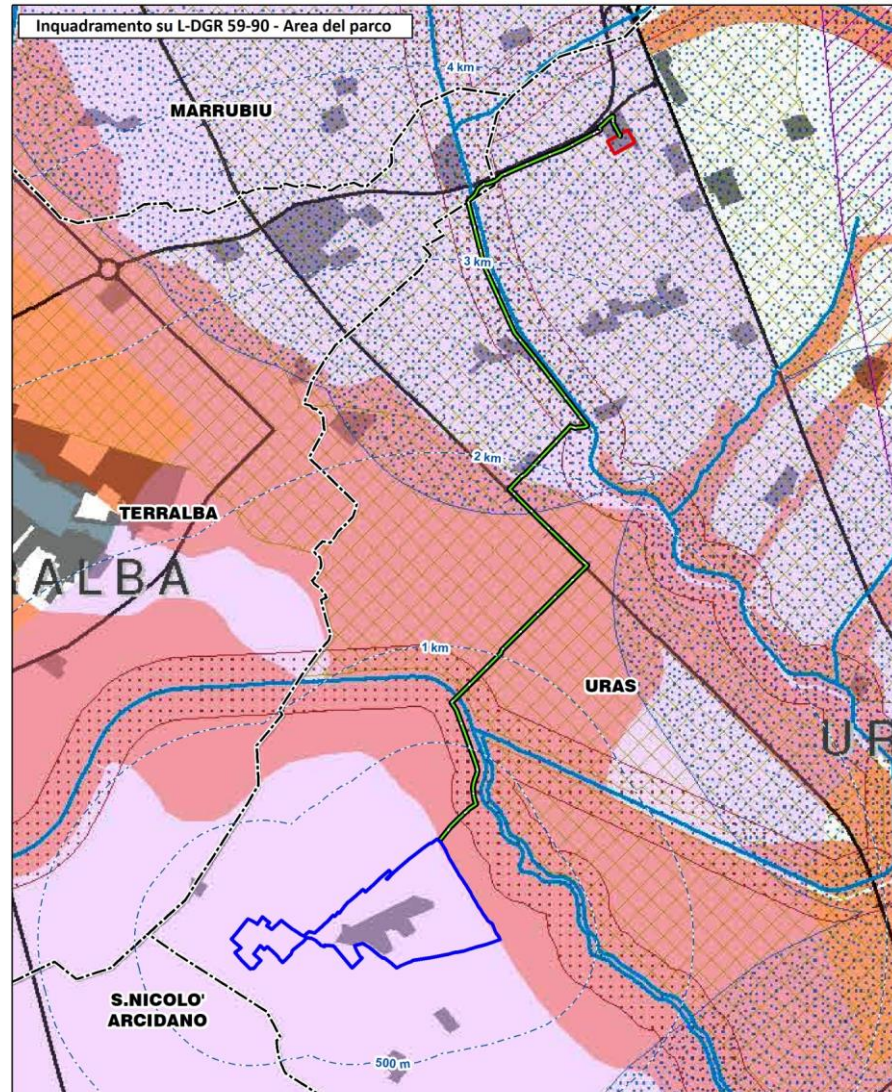 Inquadramento su L-DGR 59-90 - Area del parco
4 km
MARRUBIU
3 km
2 km
TERRALBA
ALBA
1 km
URAS
UR
S.NICOLO'
ARCIDANO
500 m